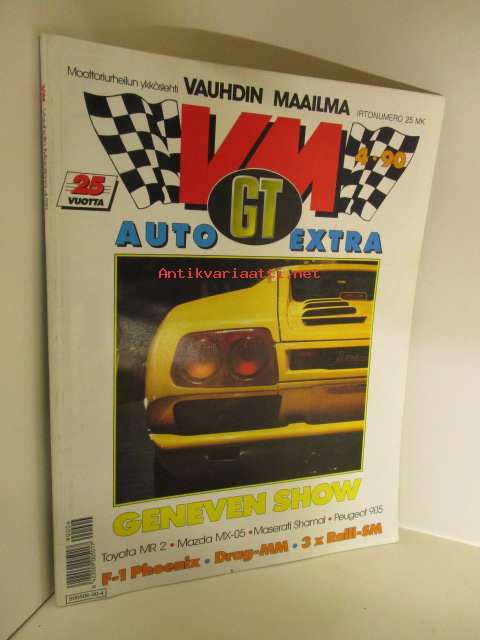 Moottoriurheilun ykköslehti VAUHDIN MAAILMA IRTONUMERO 25 MK
VM
4-90
25
VUOTTA
GT
AUTO EXTRA
Antikvariaatti.net
GENEVEN SHOW
Toyota MR 2 • Mazda MX-05 • Maserati Shamal • Peugeot 905
F-1 Phoenix • Drag-MM • 3 x Ralli-SM